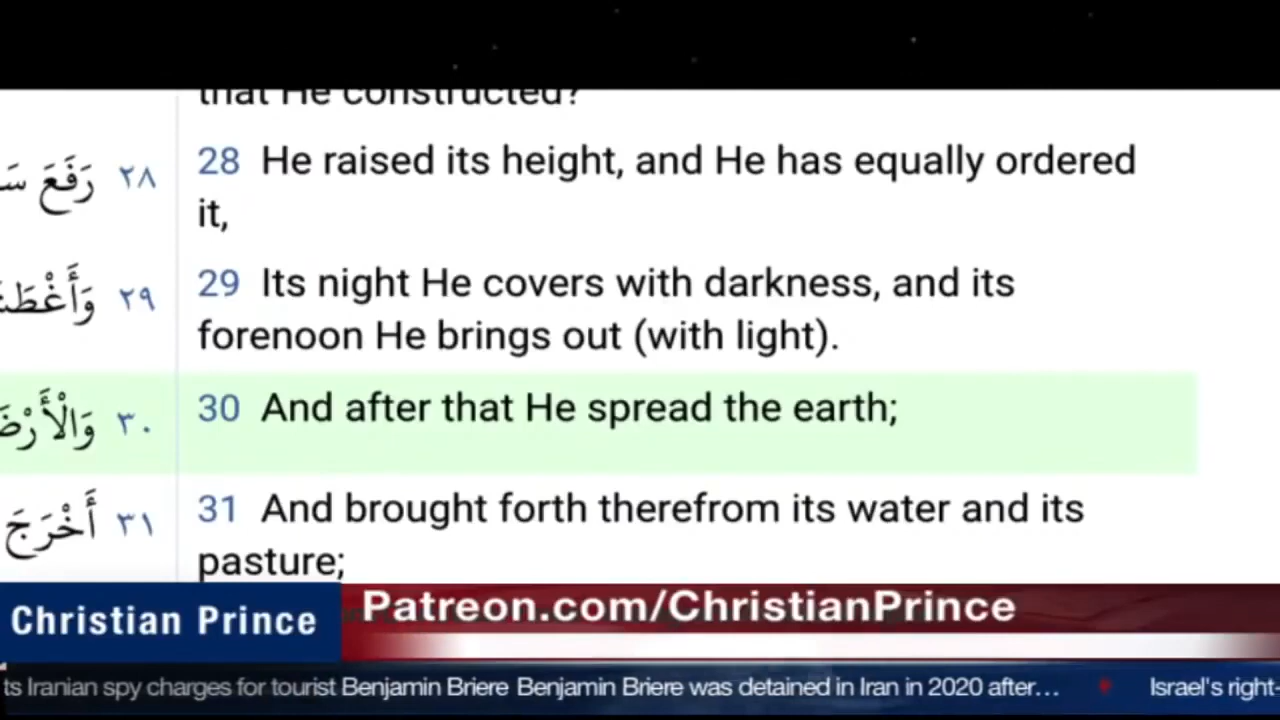 that He constructed?
رَفَعَ ٢٨ 28 He raised its height, and He has equally ordered
it,
٢٩ 29 Its night He covers with darkness, and its
forenoon He brings out (with light).
٣٠ 30 And after that He spread the earth;
أَخْرَجَ ٣١ 31 And brought forth therefrom its water and its
pasture;
Christian Prince
Patreon.com/ChristianPrince
Iranian spy charges for tourist Benjamin Briere Benjamin Briere was detained in Iran in 2020 after… Israel's